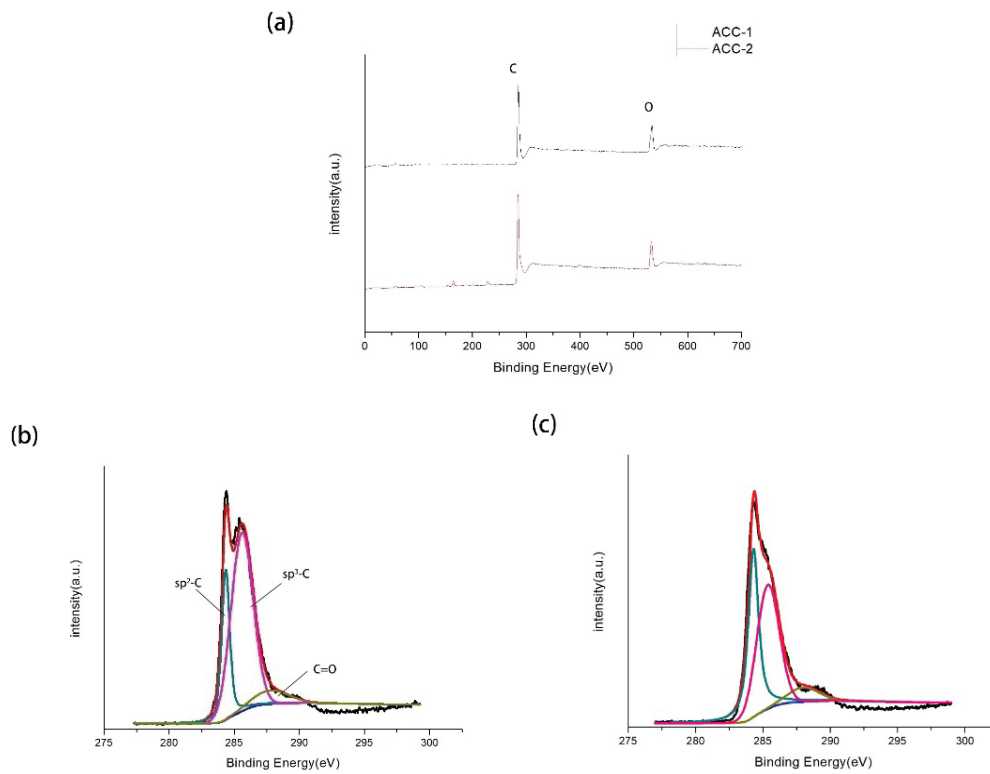 (a)
ACC-1
ACC-2
C
O
intensity(a.u.)
0 100 200 300 400 500 600 700
Binding Energy(eV)
(b)
sp²-C
sp³-C
C=O
intensity(a.u.)
275 280 285 290 295 300
Binding Energy(eV)
(c)
intensity(a.u.)
275 280 285 290 295 300
Binding Energy(eV)